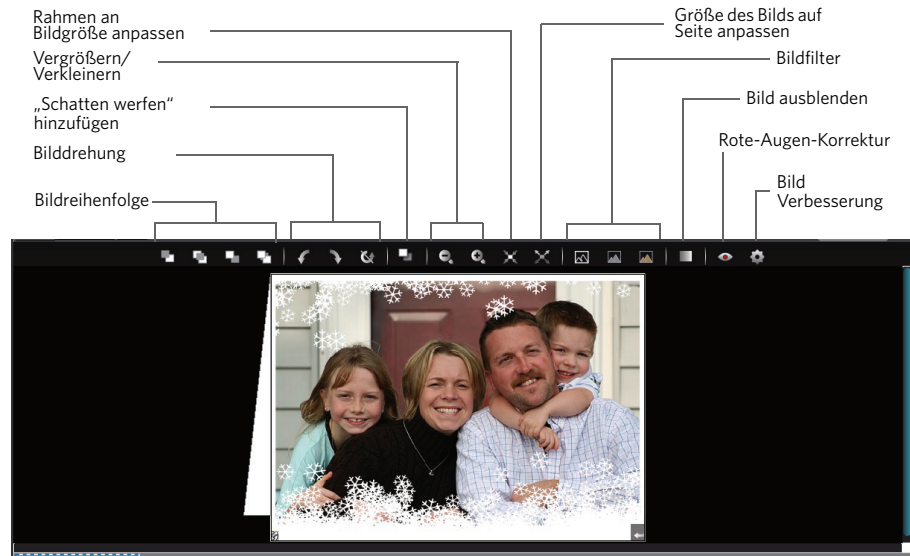 Rahmen an
Bildgröße anpassen
Vergrößern/
Verkleinern
„Schatten werfen“
hinzufügen
Bilddrehung
Bildreihenfolge
Größe des Bilds auf
Seite anpassen
Bildfilter
Bild ausblenden
Rote-Augen-Korrektur
Bild
Verbesserung